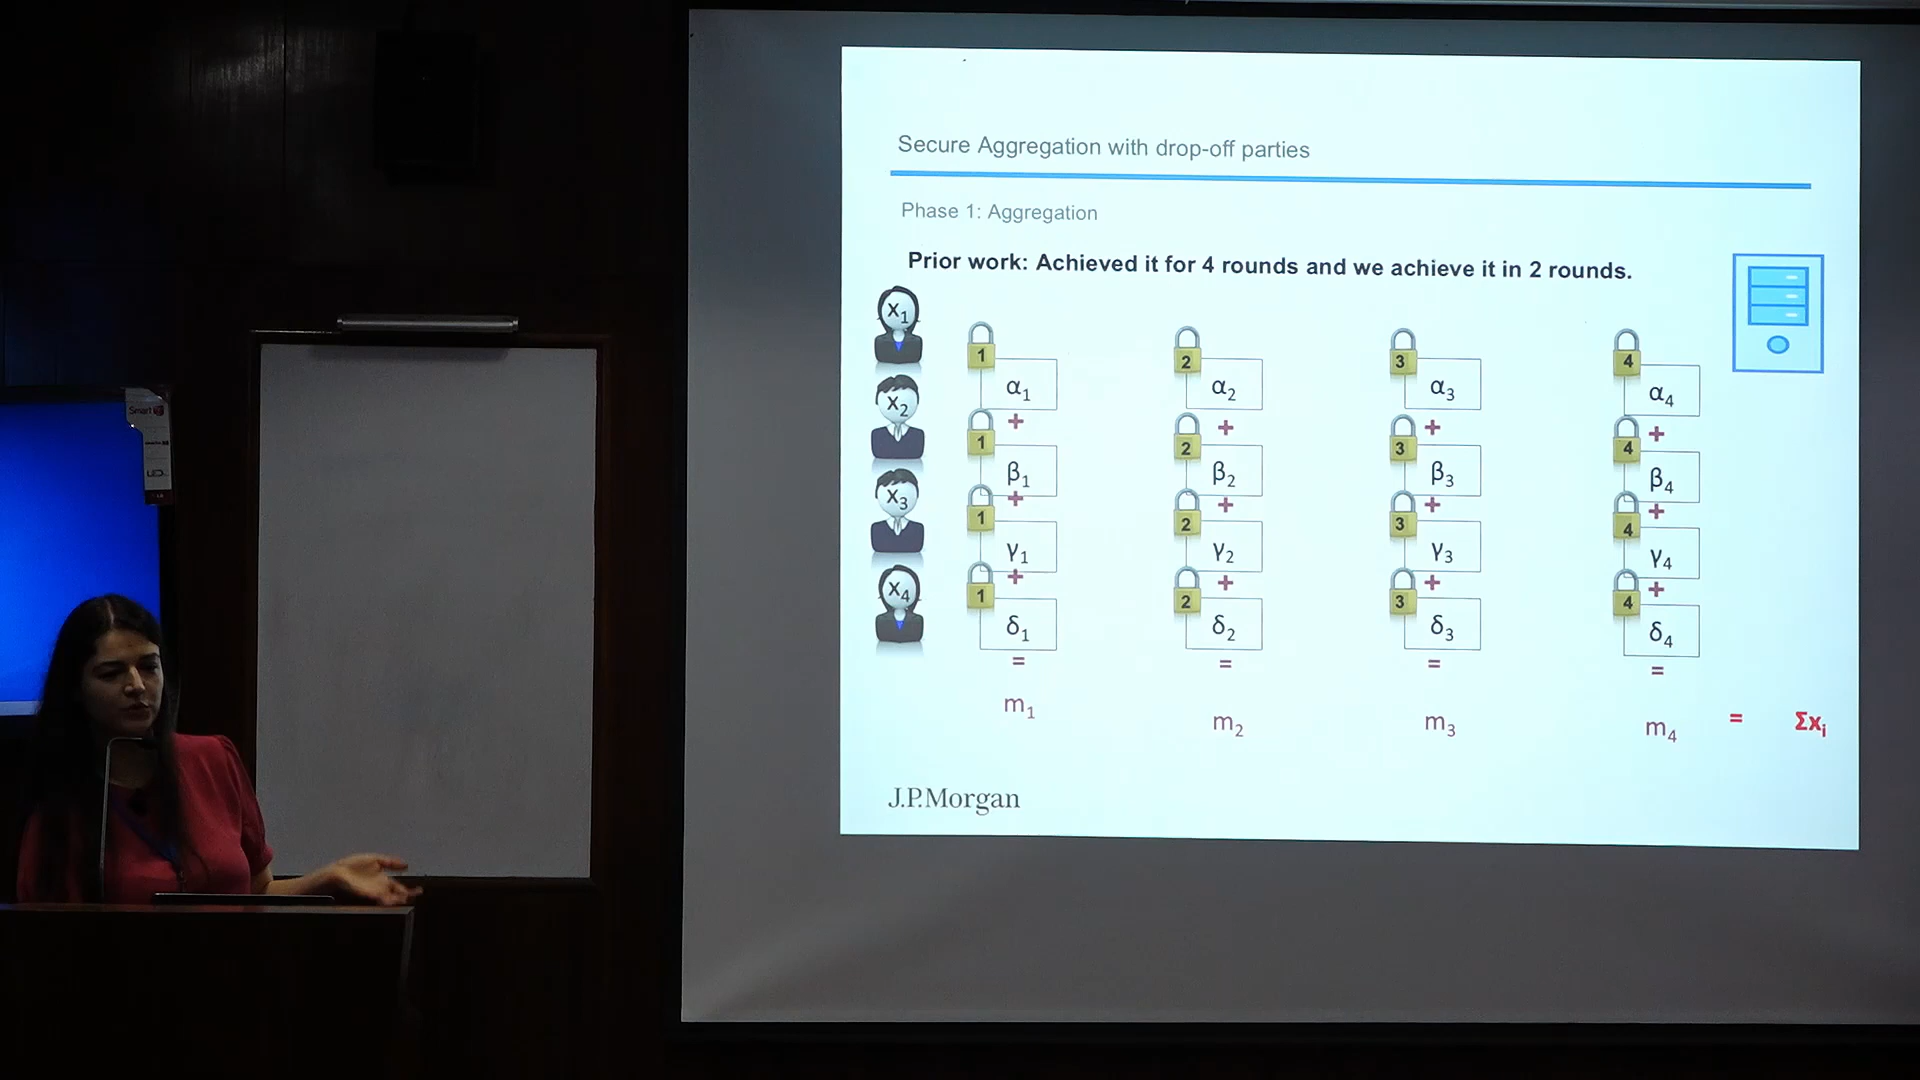 Secure Aggregation with drop-off parties
Phase 1: Aggregation
Prior work: Achieved it for 4 rounds and we achieve it in 2 rounds.
x₁
1 α₁ 2 α₂ 3 α₃ 4 α₄
+ + + +
x₂
1 β₁ 2 β₂ 3 β₃ 4 β₄
+ + + +
x₃
1 γ₁ 2 γ₂ 3 γ₃ 4 γ₄
+ + + +
x₄
1 δ₁ 2 δ₂ 3 δ₃ 4 δ₄
= = = =
m₁ m₂ m₃ m₄ = Σxᵢ
J.P.Morgan
Smart
LED
LG